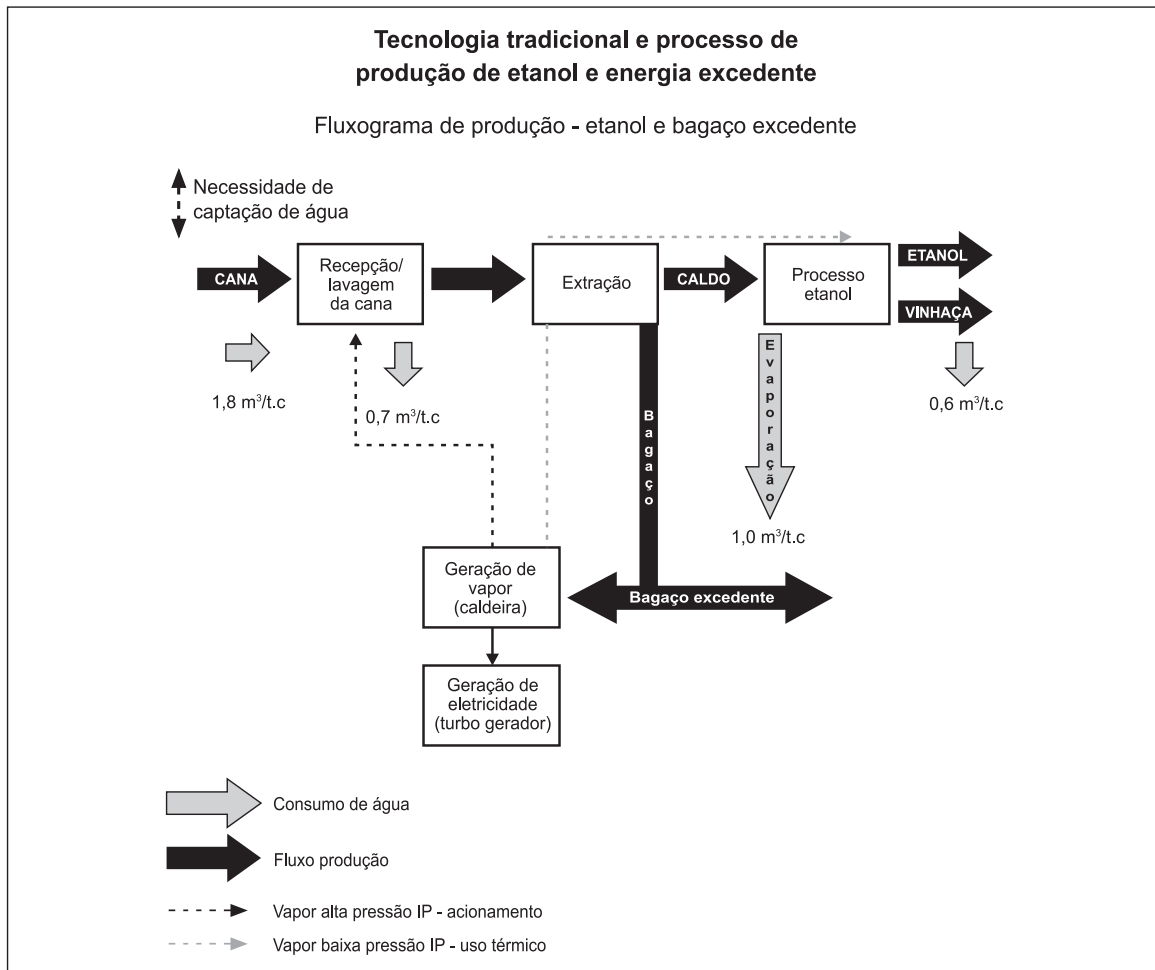 Tecnologia tradicional e processo de
produção de etanol e energia excedente
Fluxograma de produção - etanol e bagaço excedente
Necessidade de
captação de água
CANA
Recepção/
lavagem
da cana
Extração
CALDO
Processo
etanol
ETANOL
VINHAÇA
1,8 m³/t.c
0,7 m³/t.c
Bagaço
Evaporação
0,6 m³/t.c
1,0 m³/t.c
Geração de
vapor
(caldeira)
Bagaço excedente
Geração de
eletricidade
(turbo gerador)
Consumo de água
Fluxo produção
Vapor alta pressão IP - acionamento
Vapor baixa pressão IP - uso térmico